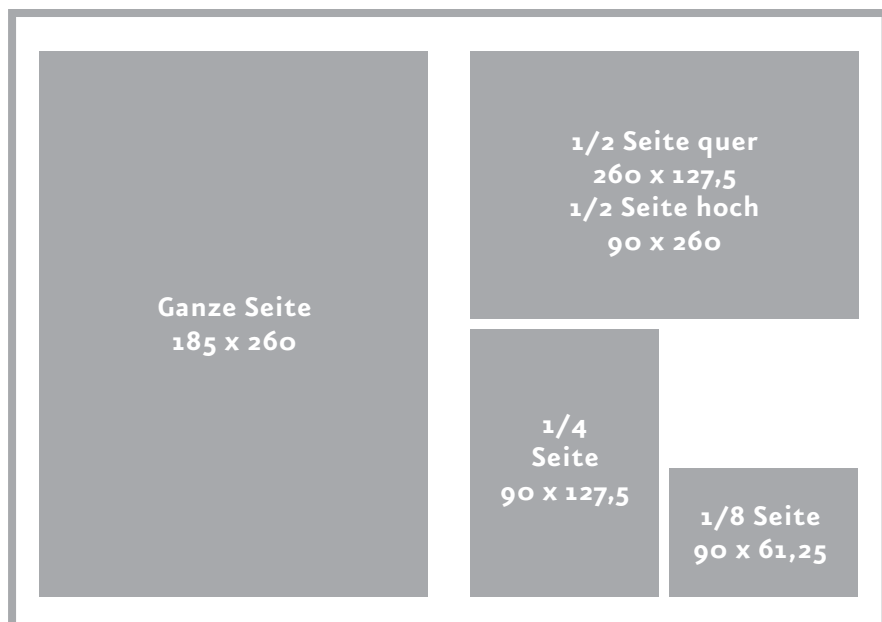 Ganze Seite
185 x 260
1/2 Seite quer
260 x 127,5
1/2 Seite hoch
90 x 260
1/4
Seite
90 x 127,5
1/8 Seite
90 x 61,25